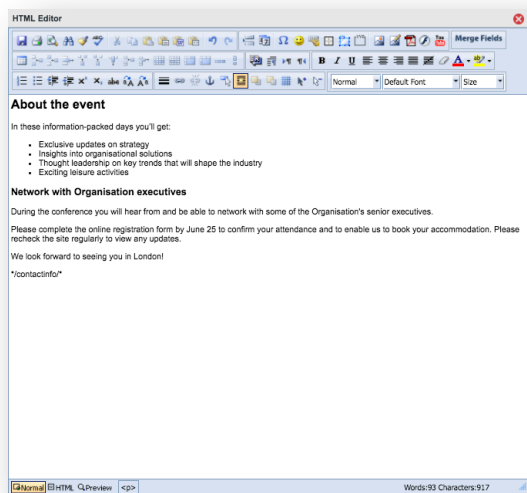 HTML Editor
Merge Fields
B I U
A
abc
Normal
Default Font
Size
About the event
In these information-packed days you'll get:
Exclusive updates on strategy
Insights into organisational solutions
Thought leadership on key trends that will shape the industry
Exciting leisure activities
Network with Organisation executives
During the conference you will hear from and be able to network with some of the Organisation's senior executives.
Please complete the online registration form by June 25 to confirm your attendance and to enable us to book your accommodation. Please
recheck the site regularly to view any updates.
We look forward to seeing you in London!
*/contactinfo/*
Normal HTML Preview <p> Words:93 Characters:917